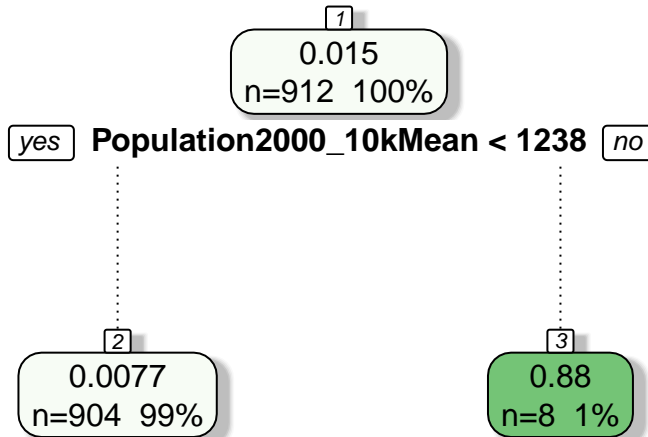 1
0.015
n=912 100%
yes Population2000_10kMean < 1238 no
2
0.0077
n=904 99%
3
0.88
n=8 1%